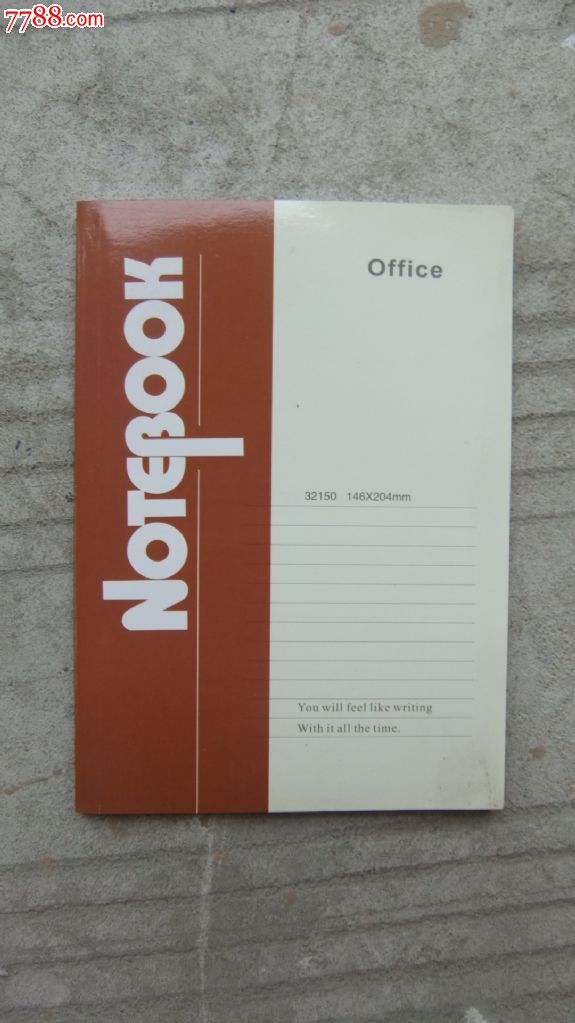 7788.com
Office
NOTEBOOK
32150 146X204mm
You will feel like writing
With it all the time.